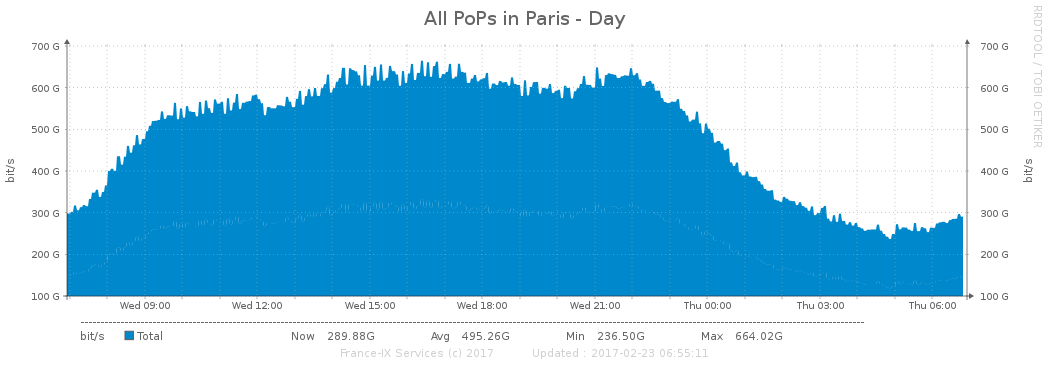 All PoPs in Paris - Day
RRDTOOL / TOBI OETIKER
700 G 700 G
600 G 600 G
500 G 500 G
400 G 400 G
300 G 300 G
200 G 200 G
100 G 100 G
bit/s bit/s
Wed 09:00 Wed 12:00 Wed 15:00 Wed 18:00 Wed 21:00 Thu 00:00 Thu 03:00 Thu 06:00
bit/s Total Now 289.88G Avg 495.26G Min 236.50G Max 664.02G
France-IX Services (c) 2017 Updated : 2017-02-23 06:55:11